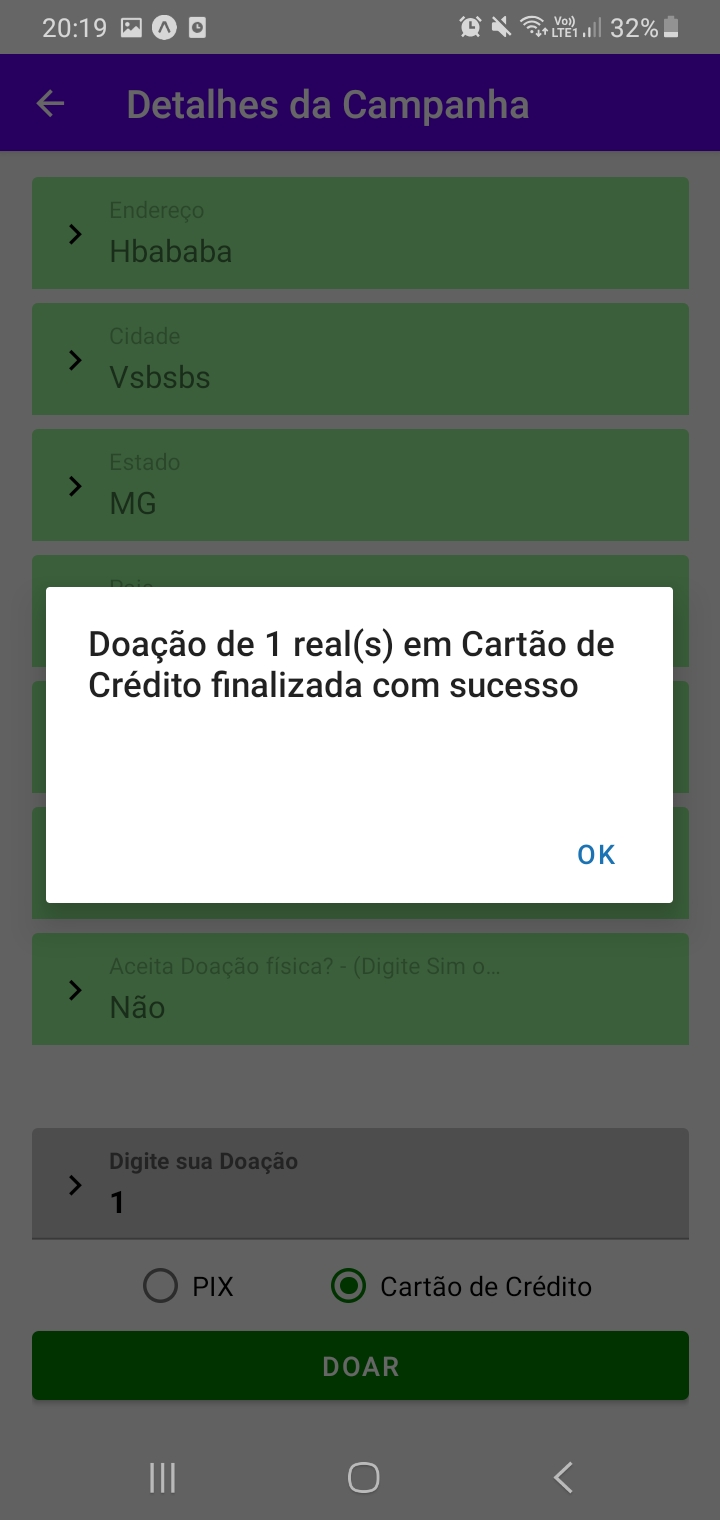 20:19
Vo)) LTE1 32%
Detalhes da Campanha
Endereço
Hbababa
Cidade
Vsbsbs
Estado
MG
Doação de 1 real(s) em Cartão de
Crédito finalizada com sucesso
OK
Aceita Doação física? - (Digite Sim o...
Não
Digite sua Doação
1
PIX Cartão de Crédito
DOAR